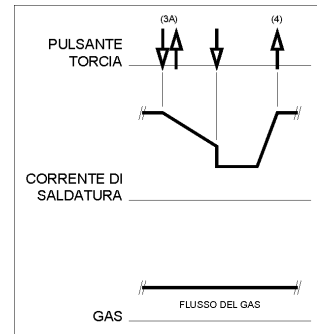 (3A) (4)
PULSANTE
TORCIA
CORRENTE DI
SALDATURA
FLUSSO DEL GAS
GAS